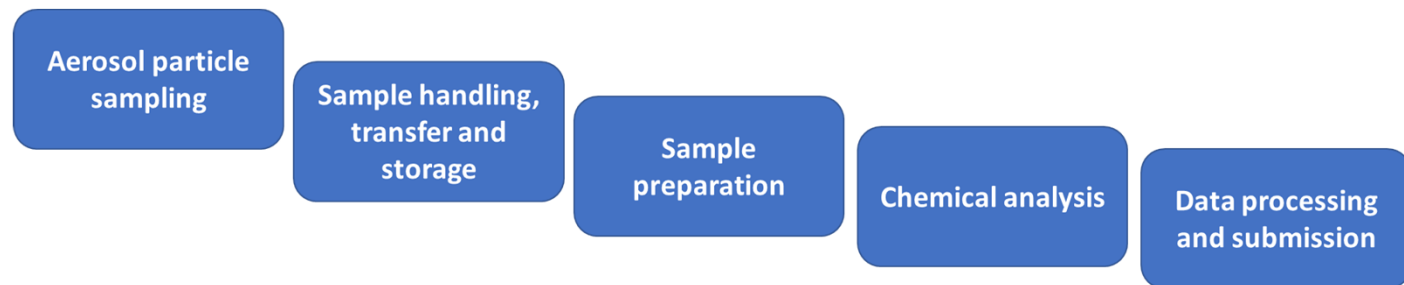 Aerosol particle
sampling
Sample handling,
transfer and
storage
Sample
preparation
Chemical analysis
Data processing
and submission